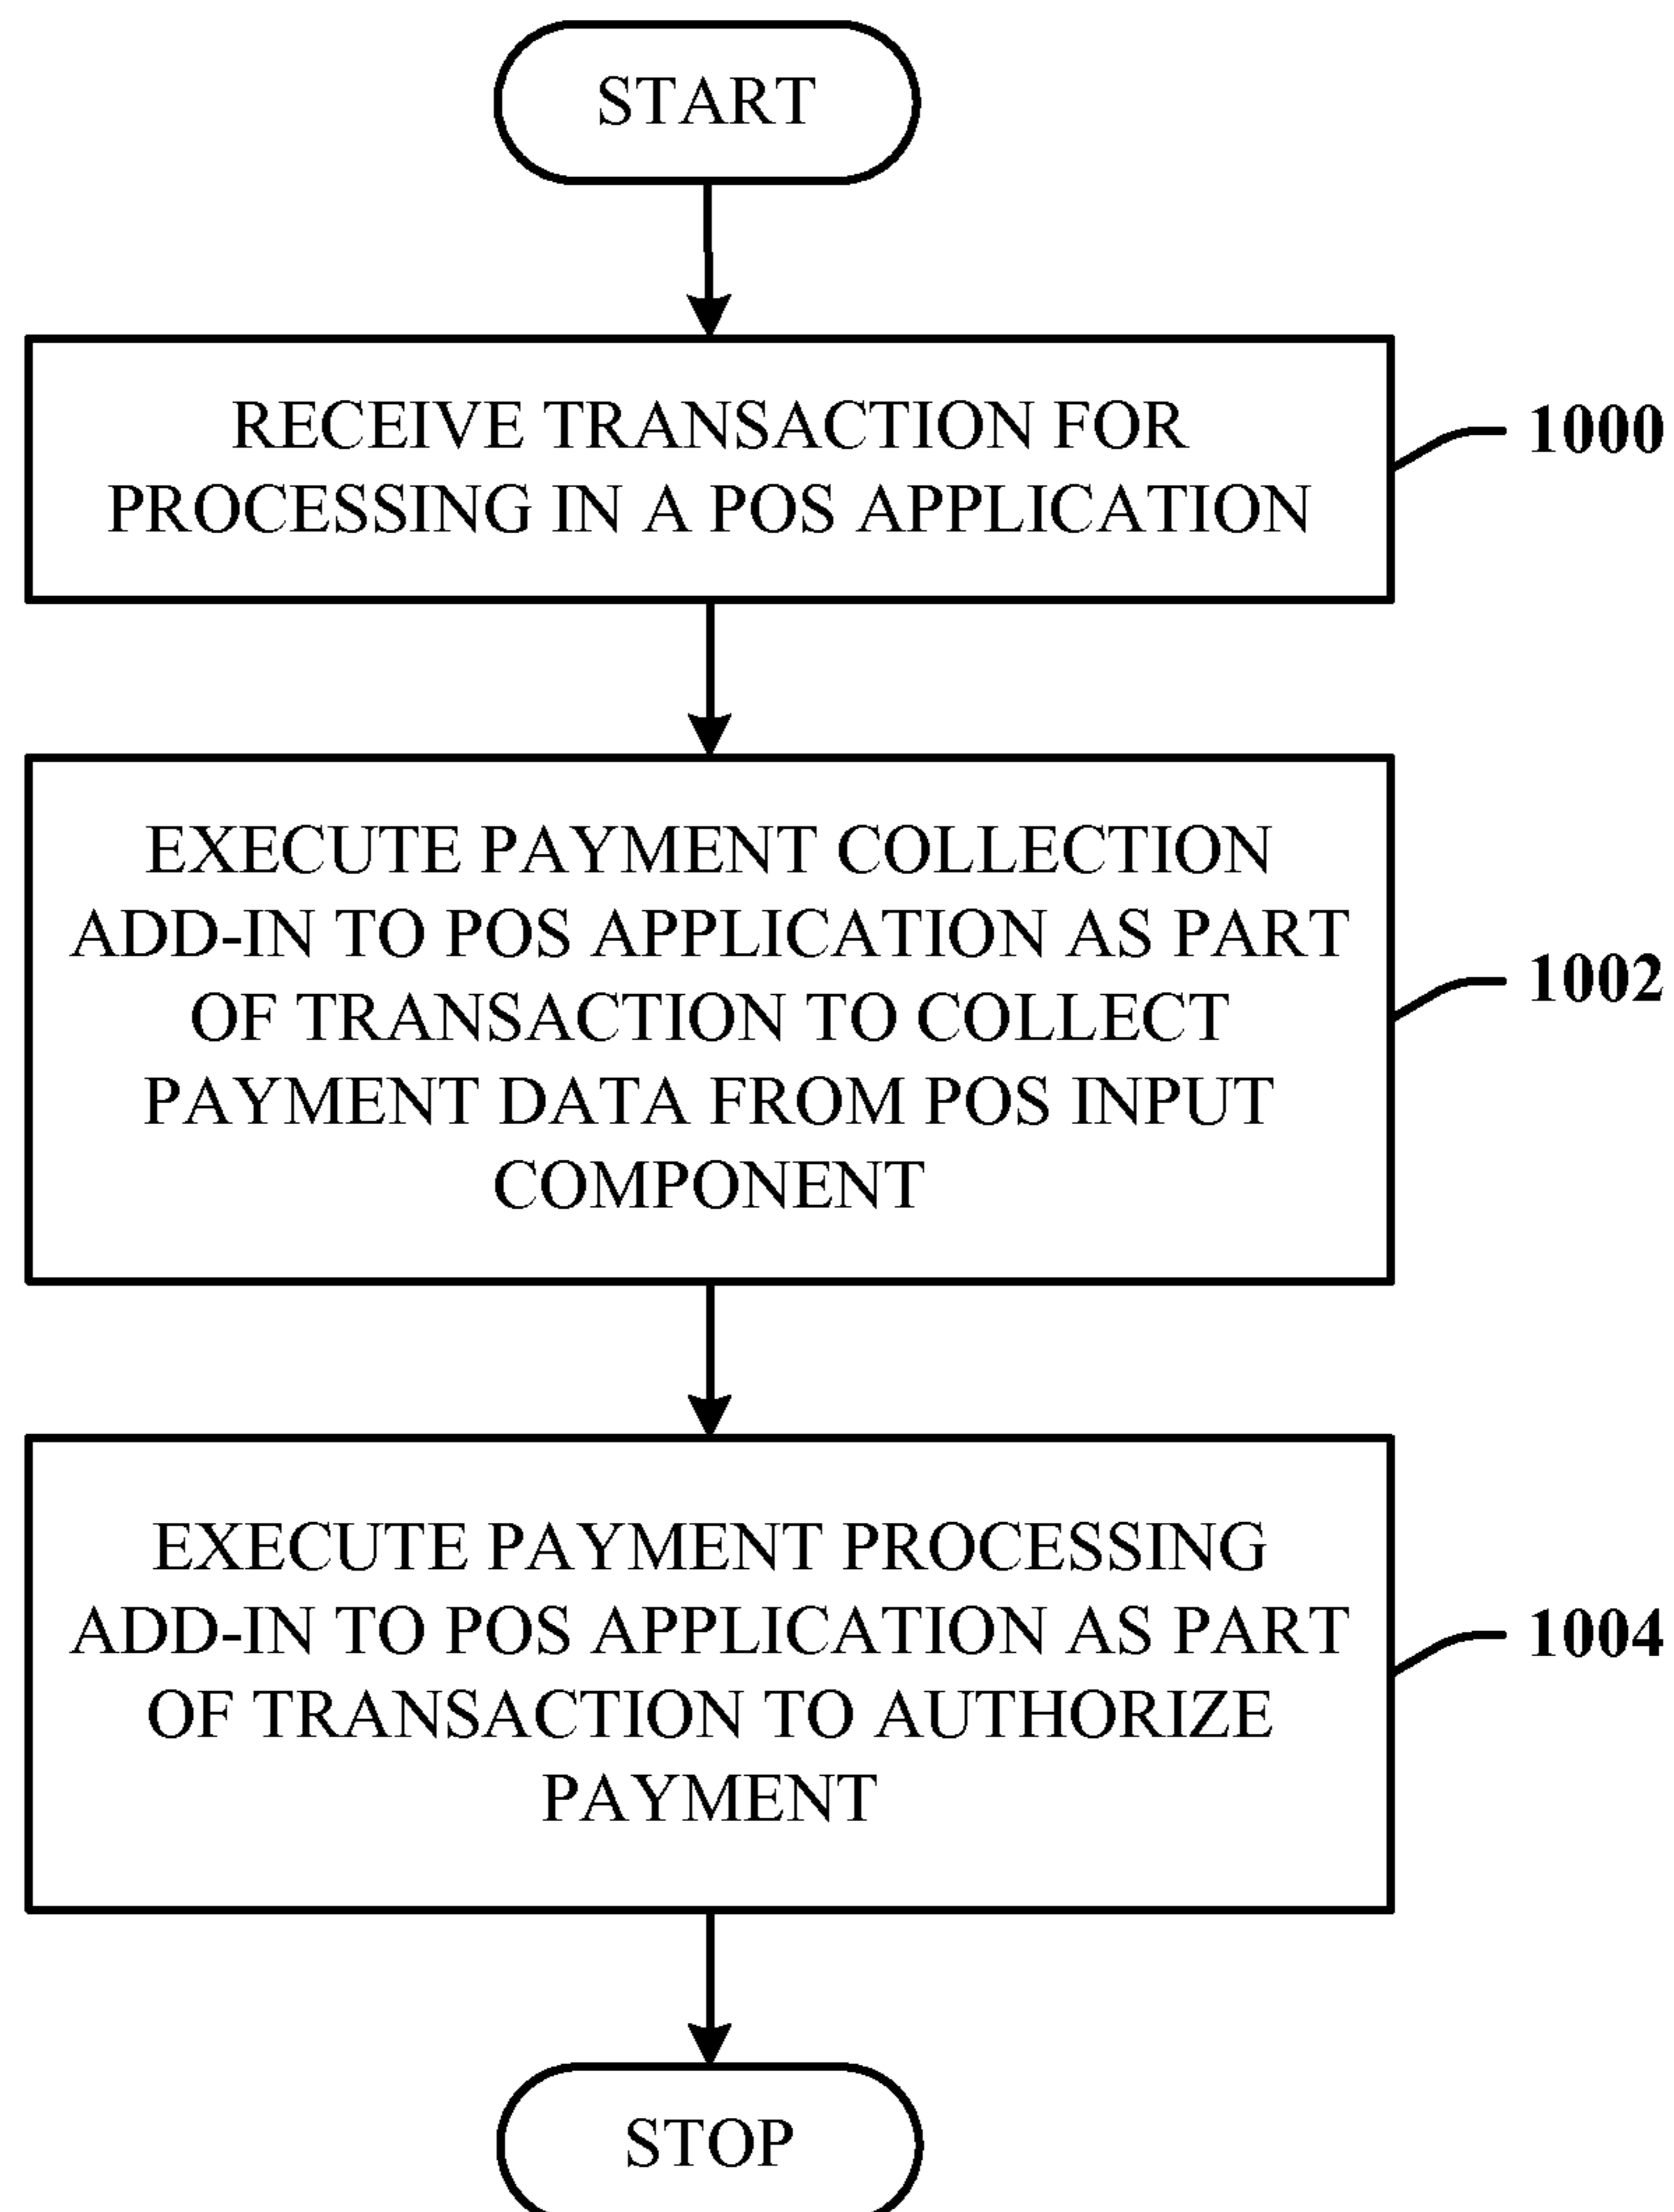 START
RECEIVE TRANSACTION FOR
PROCESSING IN A POS APPLICATION
1000
EXECUTE PAYMENT COLLECTION
ADD-IN TO POS APPLICATION AS PART
OF TRANSACTION TO COLLECT
PAYMENT DATA FROM POS INPUT
COMPONENT
1002
EXECUTE PAYMENT PROCESSING
ADD-IN TO POS APPLICATION AS PART
OF TRANSACTION TO AUTHORIZE
PAYMENT
1004
STOP